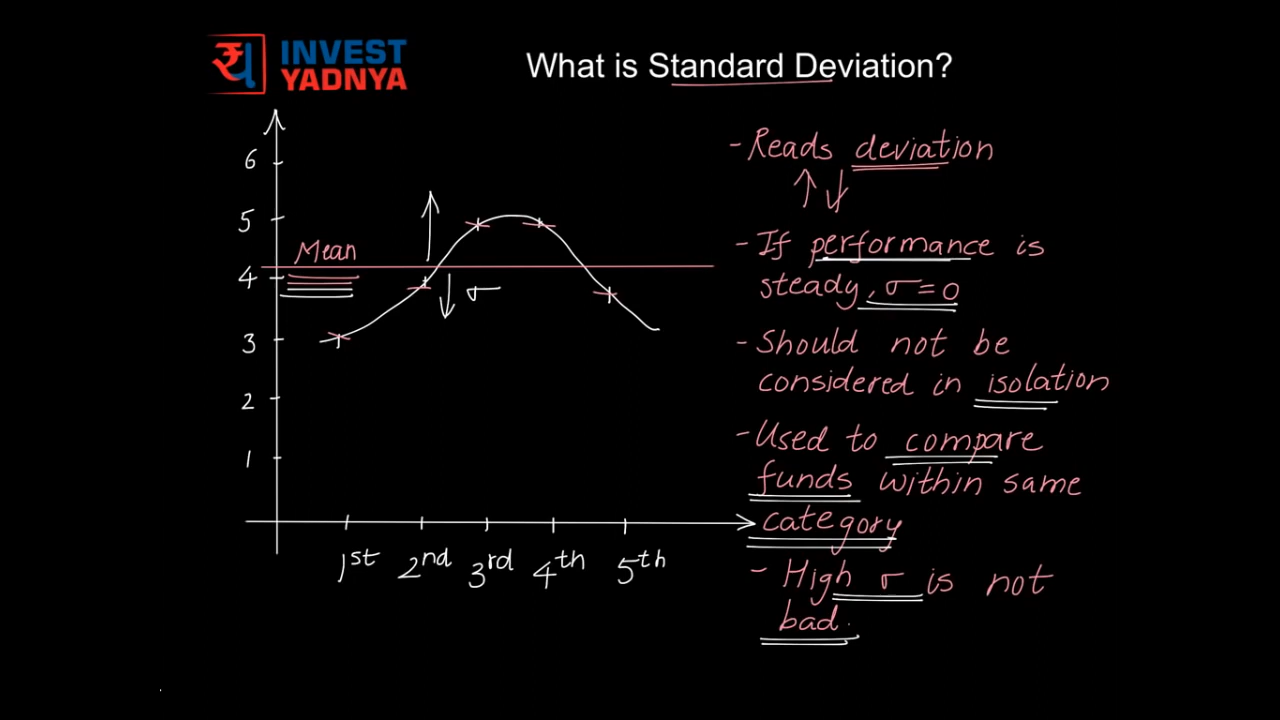 य
INVEST
YADNYA
What is Standard Deviation?
6
5
4
3
2
1
Mean
σ
1st 2nd 3rd 4th 5th
- Reads deviation
- If performance is
steady, σ = 0
- Should not be
considered in isolation
- Used to compare
funds within same
category
- High σ is not
bad.